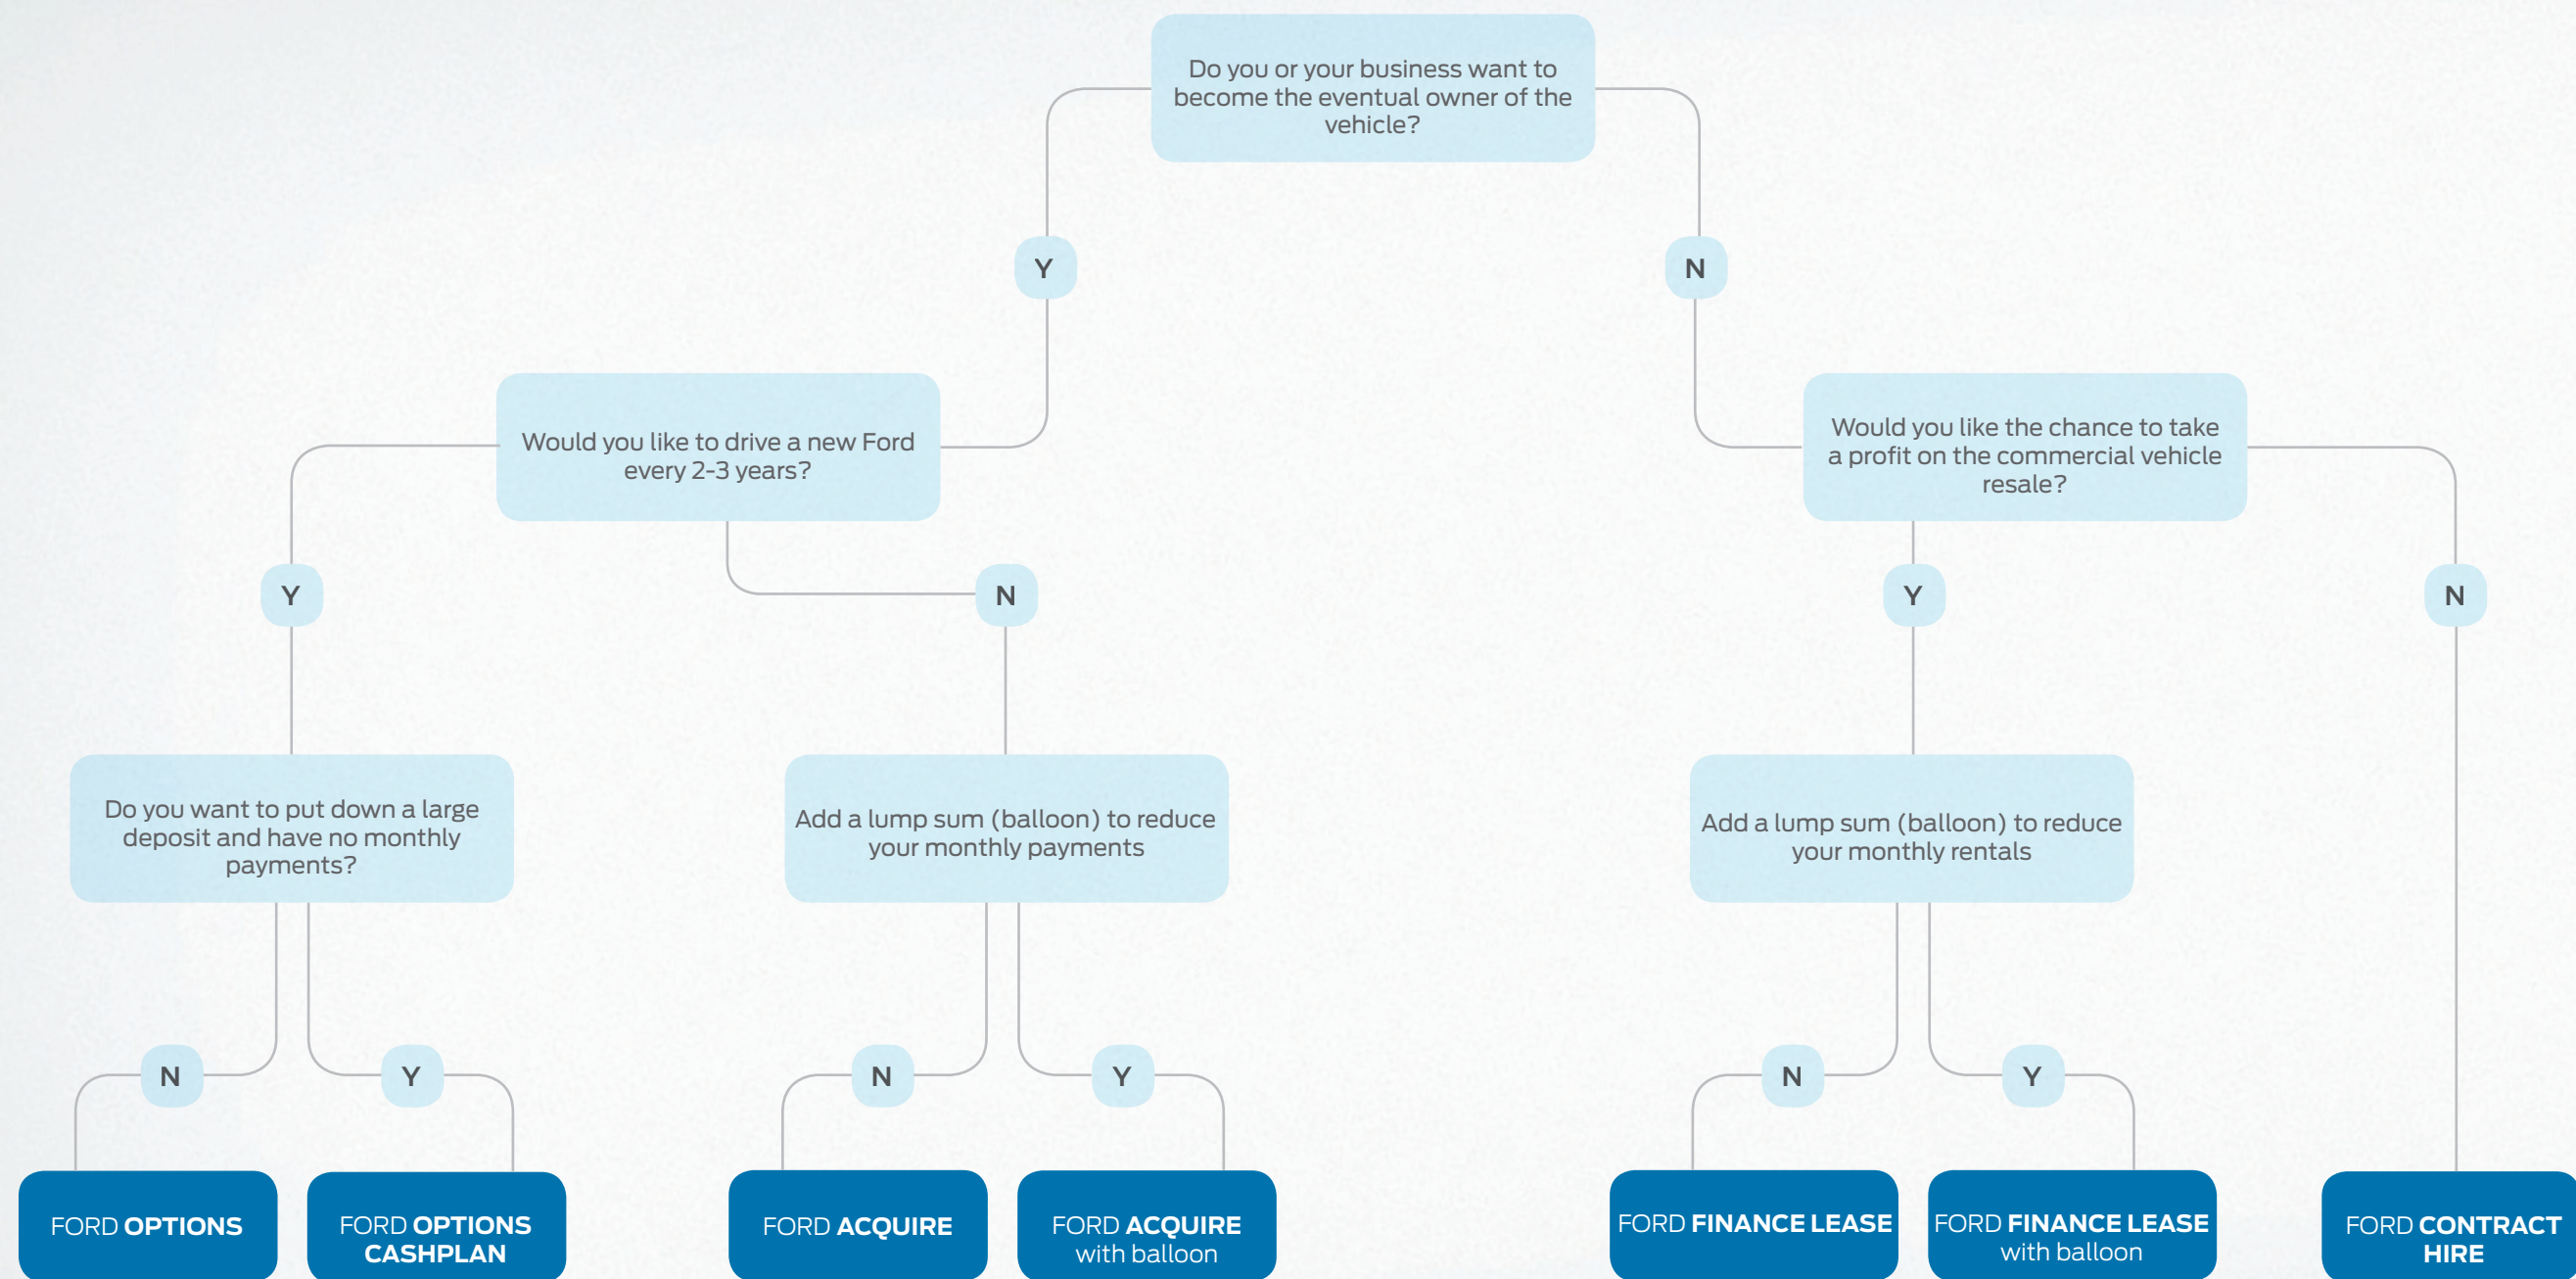 Do you or your business want to
become the eventual owner of the
vehicle?
Y
N
Would you like to drive a new Ford
every 2-3 years?
Would you like the chance to take
a profit on the commercial vehicle
resale?
Y
N
Y
N
Do you want to put down a large
deposit and have no monthly
payments?
Add a lump sum (balloon) to reduce
your monthly payments
Add a lump sum (balloon) to reduce
your monthly rentals
N
Y
N
Y
N
Y
FORD OPTIONS
FORD OPTIONS
CASHPLAN
FORD ACQUIRE
FORD ACQUIRE
with balloon
FORD FINANCE LEASE
FORD FINANCE LEASE
with balloon
FORD CONTRACT
HIRE